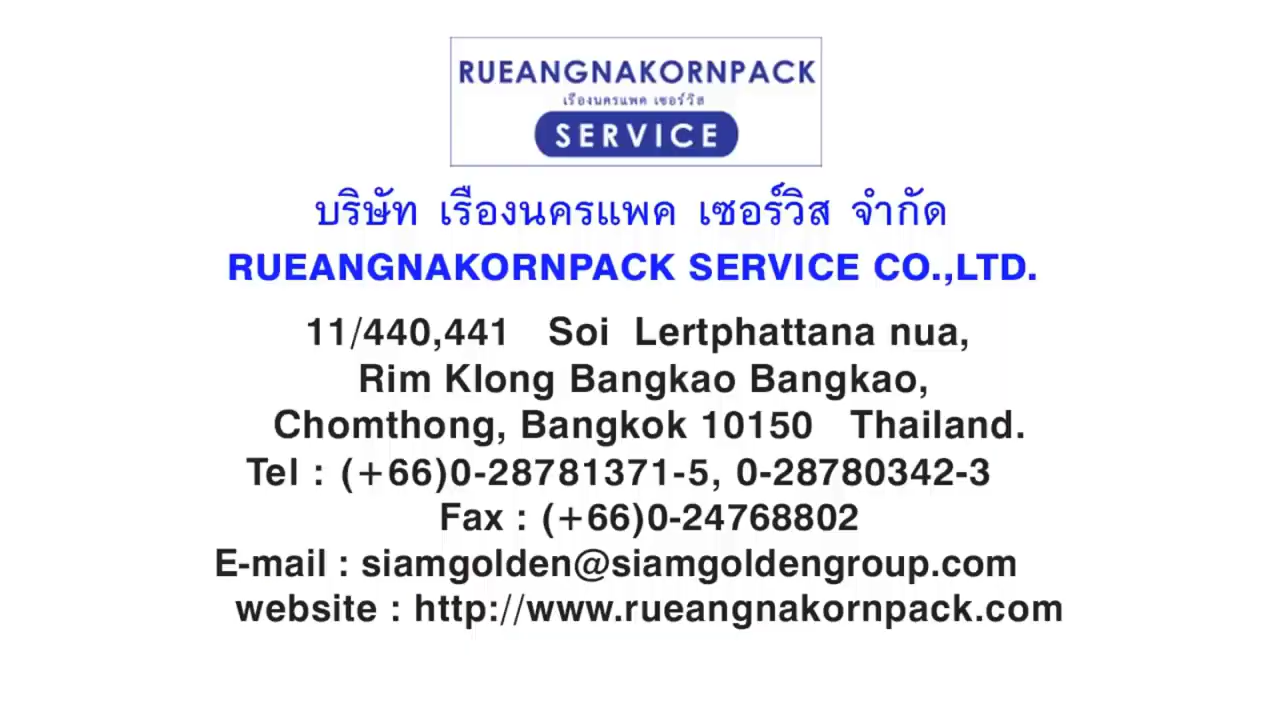 RUEANGNAKORNPACK
เรืองนครแพค เซอร์วิส
SERVICE
บริษัท เรืองนครแพค เซอร์วิส จำกัด
RUEANGNAKORNPACK SERVICE CO.,LTD.
11/440,441 Soi Lertphattana nua,
Rim Klong Bangkao Bangkao,
Chomthong, Bangkok 10150 Thailand.
Tel : (+66)0-28781371-5, 0-28780342-3
Fax : (+66)0-24768802
E-mail : siamgolden@siamgoldengroup.com
website : http://www.rueangnakornpack.com